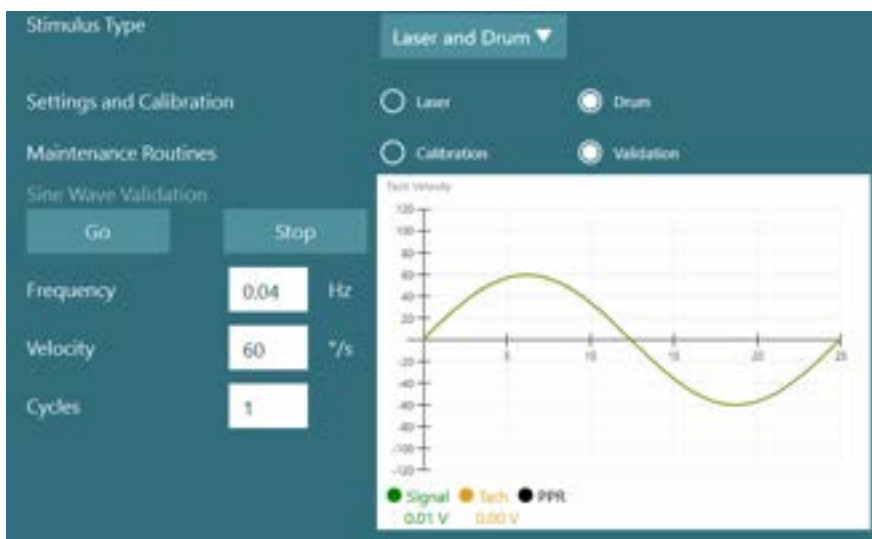 Stimulus Type
Laser and Drum
Settings and Calibration
Laser
Drum
Maintenance Routines
Calibration
Validation
Sine Wave Validation
Go
Stop
Frequency
0.04
Hz
Velocity
60
°/s
Cycles
1
Tach Velocity
120
100
80
60
40
20
5
10
15
20
25
-20
-40
-60
-80
-100
-120
Signal
Tach
PPR
0.01 V
0.00 V